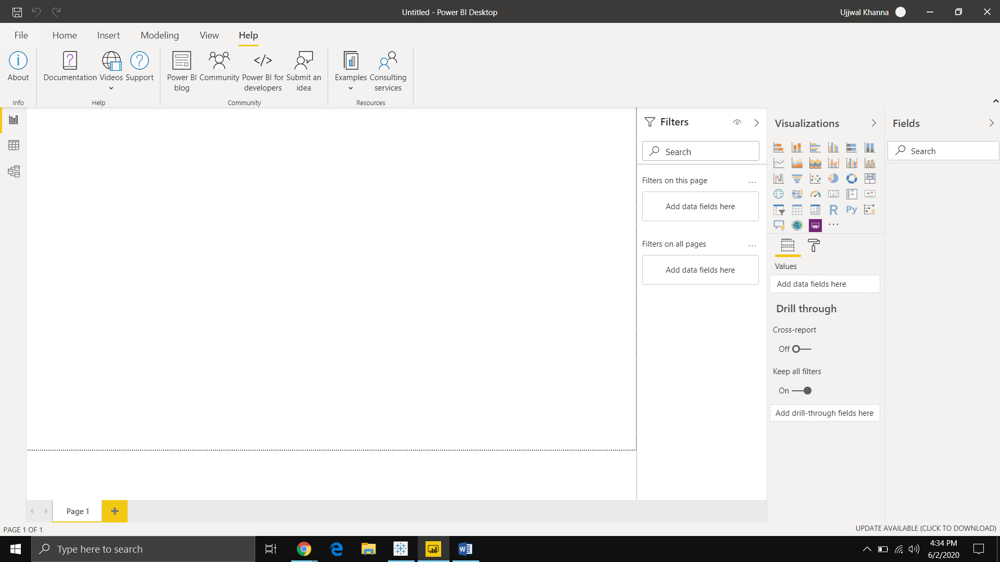 Untitled - Power BI Desktop
Ujjwal Khanna
File Home Insert Modeling View Help
About
Documentation Videos Support
Power BI blog
Community
Power BI for developers
Submit an idea
Examples
Consulting services
Info Help Community Resources
Filters
Search
Filters on this page ...
Add data fields here
Filters on all pages ...
Add data fields here
Visualizations
123
R Py
...
Values
Add data fields here
Drill through
Cross-report
Off
Keep all filters
On
Add drill-through fields here
Fields
Search
Page 1
PAGE 1 OF 1
UPDATE AVAILABLE (CLICK TO DOWNLOAD)
Type here to search
W
4:34 PM
6/2/2020